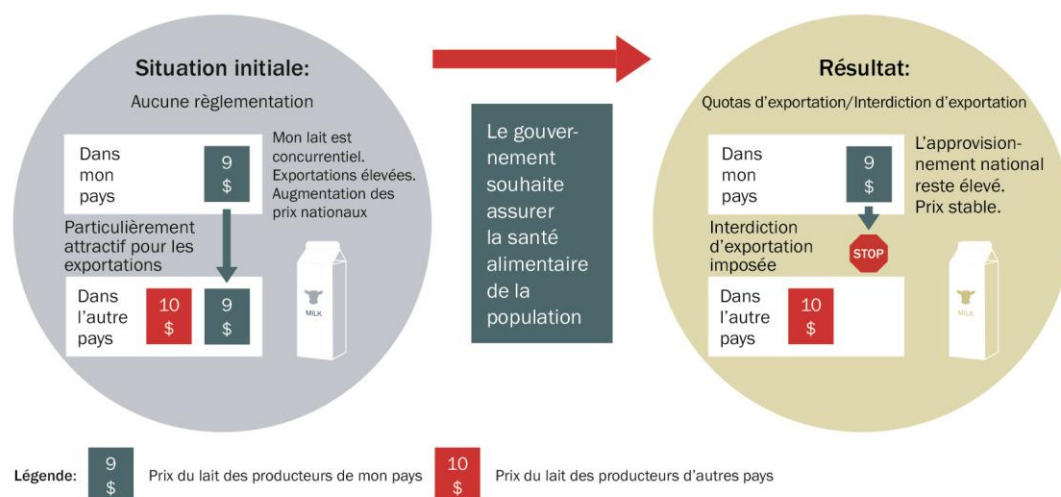 Situation initiale:
Aucune règlementation
Dans
mon
pays
9
$
Mon lait est
concurrentiel.
Exportations élevées.
Augmentation des
prix nationaux
Particulièrement
attractif pour les
exportations
Dans
l'autre
pays
10
$
9
$
MILK
Le gouver-
nement
souhaite
assurer
la santé
alimentaire
de la
population
Résultat:
Quotas d'exportation/Interdiction d'exportation
Dans
mon
pays
9
$
L'approvision-
nement national
reste élevé.
Prix stable.
Interdiction
d'exportation
imposée
STOP
Dans
l'autre
pays
10
$
MILK
Légende:
9
$
Prix du lait des producteurs de mon pays
10
$
Prix du lait des producteurs d'autres pays